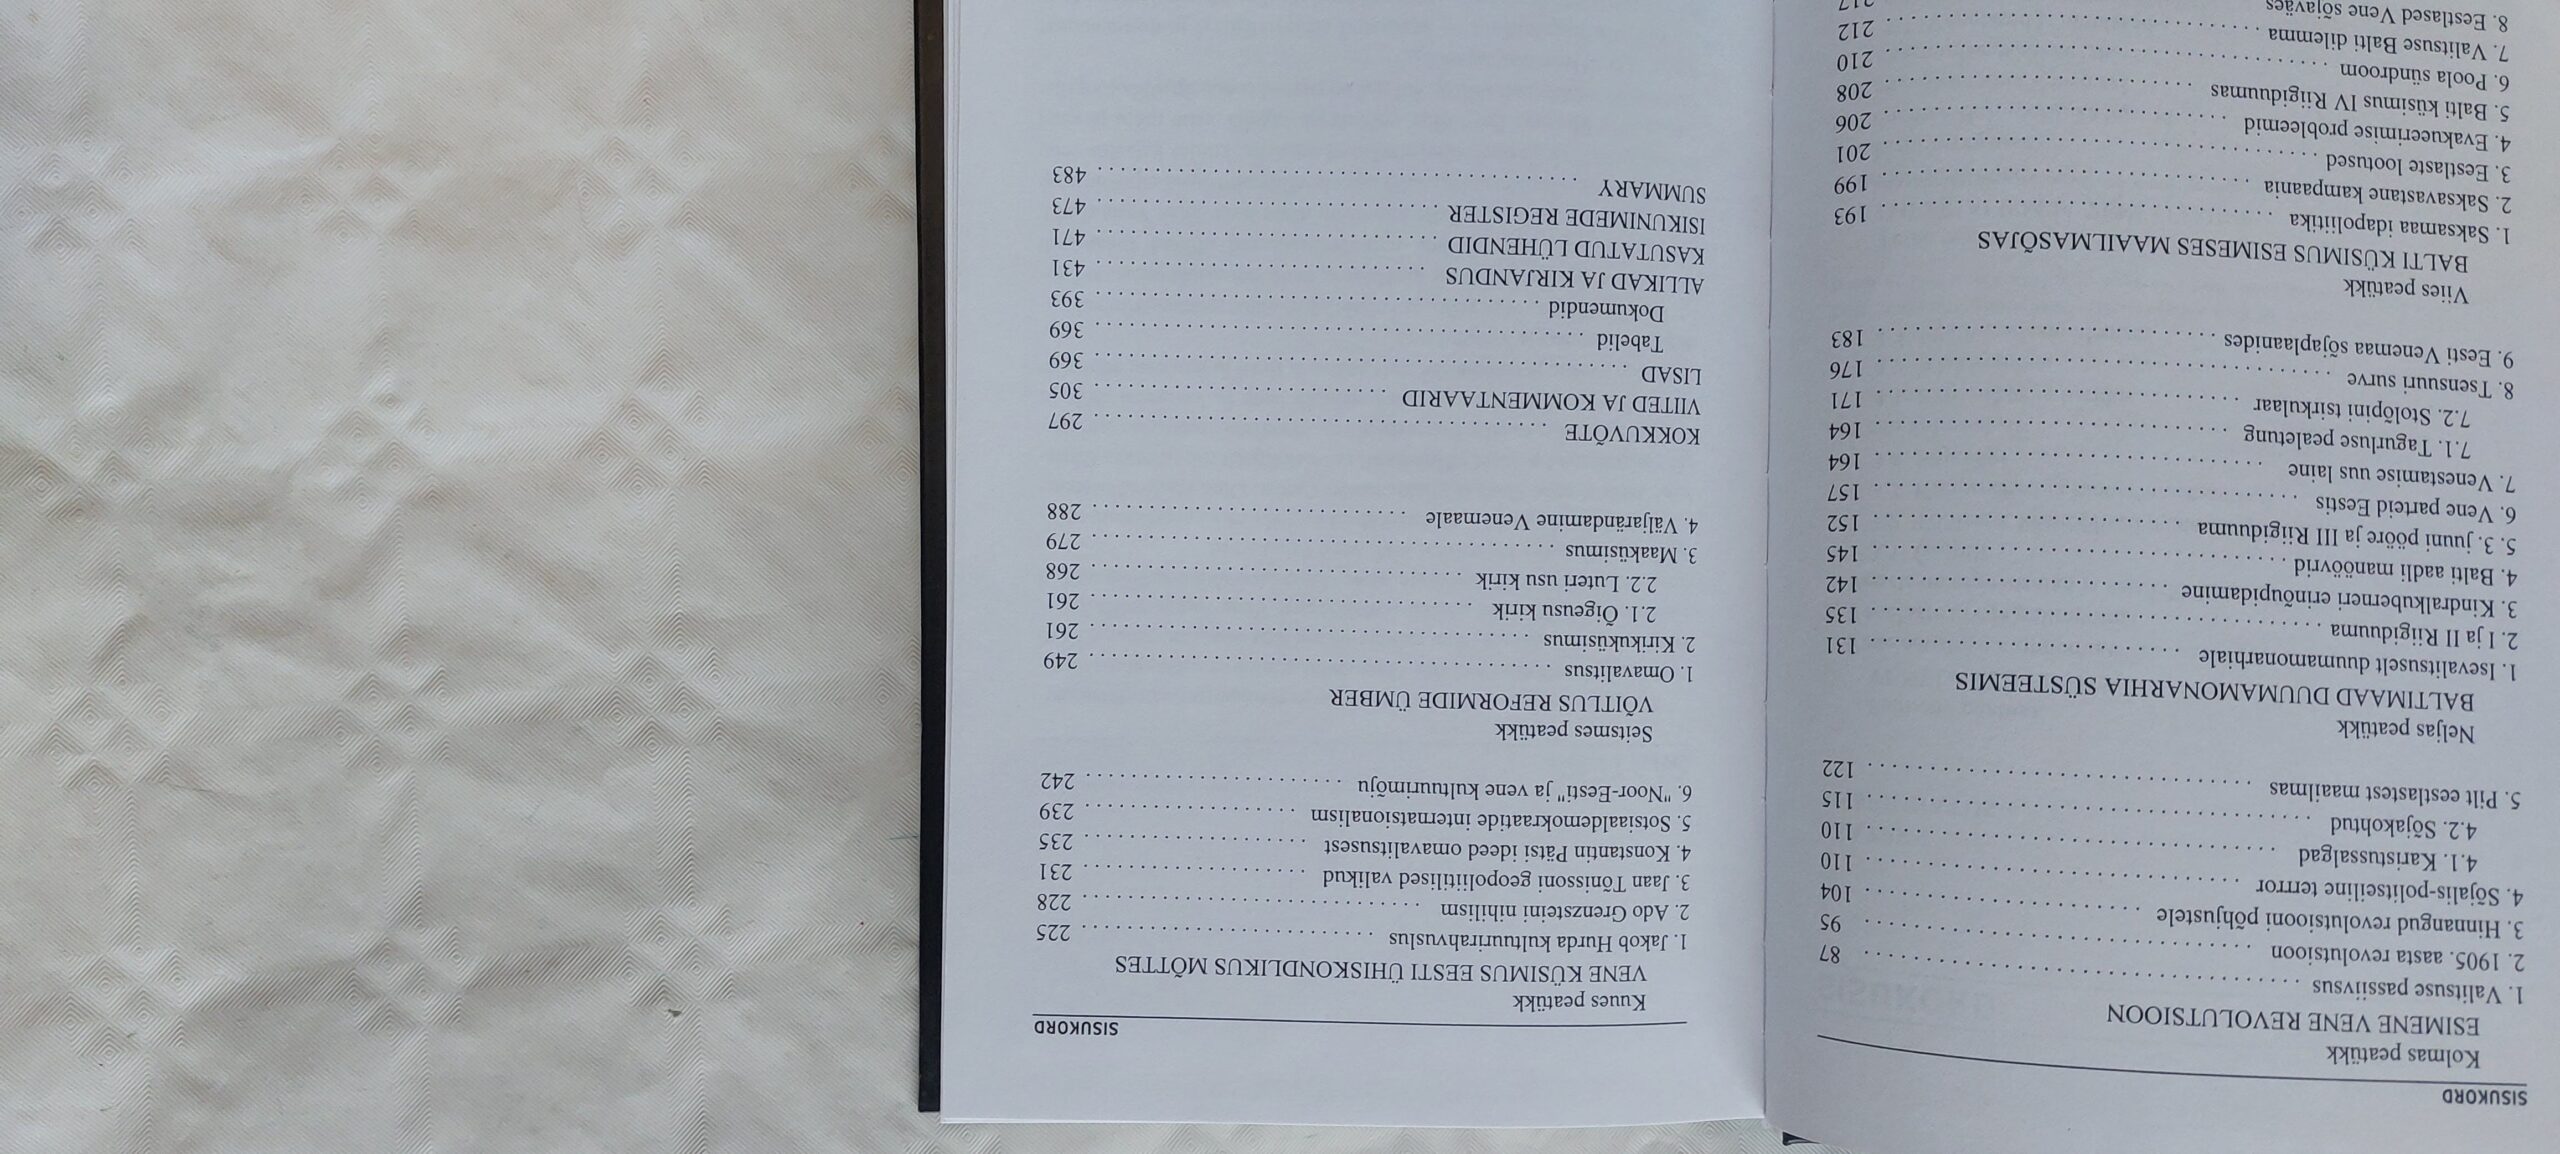 SISUKORD
Kolmas peatükk
ESIMENE VENE REVOLUTSIOON
1. Valitsuse passiivsus . . . . . . . . . . . . . . . . . . . . . . . . . . . . . . 87
2. 1905. aasta revolutsioon . . . . . . . . . . . . . . . . . . . . . . . . . . . . 95
3. Hinnangud revolutsiooni põhjustele . . . . . . . . . . . . . . . . . . . 104
4. Sõjalis-politseiline terror . . . . . . . . . . . . . . . . . . . . . . . . . . 110
4.1. Karistussalgad . . . . . . . . . . . . . . . . . . . . . . . . . . . . 110
4.2. Sõjakohtud . . . . . . . . . . . . . . . . . . . . . . . . . . . . . . 115
5. Pilt eestlastest maailmas . . . . . . . . . . . . . . . . . . . . . . . . . . 122
Neljas peatükk
BALTIMAAD DUUMAMONARHIA SÜSTEEMIS
1. Isevalitsuselt duumamonarhiale . . . . . . . . . . . . . . . . . . . . . 131
2. I ja II Riigiduuma . . . . . . . . . . . . . . . . . . . . . . . . . . . . . . 135
3. Kindralkuberneri erinõupidamine . . . . . . . . . . . . . . . . . . . . 142
4. Balti aadli manöövrid . . . . . . . . . . . . . . . . . . . . . . . . . . . . 145
5. 3. juuni pööre ja III Riigiduuma . . . . . . . . . . . . . . . . . . . . . 152
6. Vene parteid Eestis . . . . . . . . . . . . . . . . . . . . . . . . . . . . . 157
7. Venestamise uus laine . . . . . . . . . . . . . . . . . . . . . . . . . . . 164
7.1. Tagurluse pealetung . . . . . . . . . . . . . . . . . . . . . . . . 164
7.2. Stolõpini tsirkulaar . . . . . . . . . . . . . . . . . . . . . . . . . 171
8. Tsensuuri surve . . . . . . . . . . . . . . . . . . . . . . . . . . . . . . . 176
9. Eesti Venemaa sõjaplaanides . . . . . . . . . . . . . . . . . . . . . . . 183
Viies peatükk
BALTI KÜSIMUS ESIMESES MAAILMASÕJAS
1. Saksamaa idapoliitika . . . . . . . . . . . . . . . . . . . . . . . . . . . 193
2. Saksavastane kampaania . . . . . . . . . . . . . . . . . . . . . . . . . 199
3. Eestlaste lootused . . . . . . . . . . . . . . . . . . . . . . . . . . . . . 201
4. Evakueerimise probleemid . . . . . . . . . . . . . . . . . . . . . . . . 206
5. Balti küsimus IV Riigiduumas . . . . . . . . . . . . . . . . . . . . . . 208
6. Poola sündroom . . . . . . . . . . . . . . . . . . . . . . . . . . . . . . 210
7. Valitsuse Balti dilemma . . . . . . . . . . . . . . . . . . . . . . . . . . 212
8. Eestlased Vene sõjaväes . . . . . . . . . . . . . . . . . . . . . . . . . 217
SISUKORD
Kuues peatükk
VENE KÜSIMUS EESTI ÜHISKONDLIKUS MÕTTES
1. Jakob Hurda kultuurirahvuslus . . . . . . . . . . . . . . . . . . . . . 225
2. Ado Grenzsteini nihilism . . . . . . . . . . . . . . . . . . . . . . . . . 228
3. Jaan Tõnissoni geopoliitilised valikud . . . . . . . . . . . . . . . . . 231
4. Konstantin Pätsi ideed omavalitsusest . . . . . . . . . . . . . . . . . 235
5. Sotsiaaldemokraatide internatsionalism . . . . . . . . . . . . . . . . 239
6. "Noor-Eesti" ja vene kultuurimõju . . . . . . . . . . . . . . . . . . . 242
Seitsmes peatükk
VÕITLUS REFORMIDE ÜMBER
1. Omavalitsus . . . . . . . . . . . . . . . . . . . . . . . . . . . . . . . . . 249
2. Kirikuküsimus . . . . . . . . . . . . . . . . . . . . . . . . . . . . . . . 261
2.1. Õigeusu kirik . . . . . . . . . . . . . . . . . . . . . . . . . . . . 261
2.2. Luteri usu kirik . . . . . . . . . . . . . . . . . . . . . . . . . . . 268
3. Maaküsimus . . . . . . . . . . . . . . . . . . . . . . . . . . . . . . . . . 279
4. Väljarändamine Venemaale . . . . . . . . . . . . . . . . . . . . . . . . 288
KOKKUVÕTE . . . . . . . . . . . . . . . . . . . . . . . . . . . . . . . . . 297
VIITED JA KOMMENTAARID . . . . . . . . . . . . . . . . . . . . . . . . 305
LISAD . . . . . . . . . . . . . . . . . . . . . . . . . . . . . . . . . . . . . . 369
Tabelid . . . . . . . . . . . . . . . . . . . . . . . . . . . . . . . . . . . 369
Dokumendid . . . . . . . . . . . . . . . . . . . . . . . . . . . . . . . . 393
ALLIKAD JA KIRJANDUS . . . . . . . . . . . . . . . . . . . . . . . . . 431
KASUTATUD LÜHENDID . . . . . . . . . . . . . . . . . . . . . . . . . . 471
ISIKUNIMEDE REGISTER . . . . . . . . . . . . . . . . . . . . . . . . . . 473
SUMMARY . . . . . . . . . . . . . . . . . . . . . . . . . . . . . . . . . . . 483